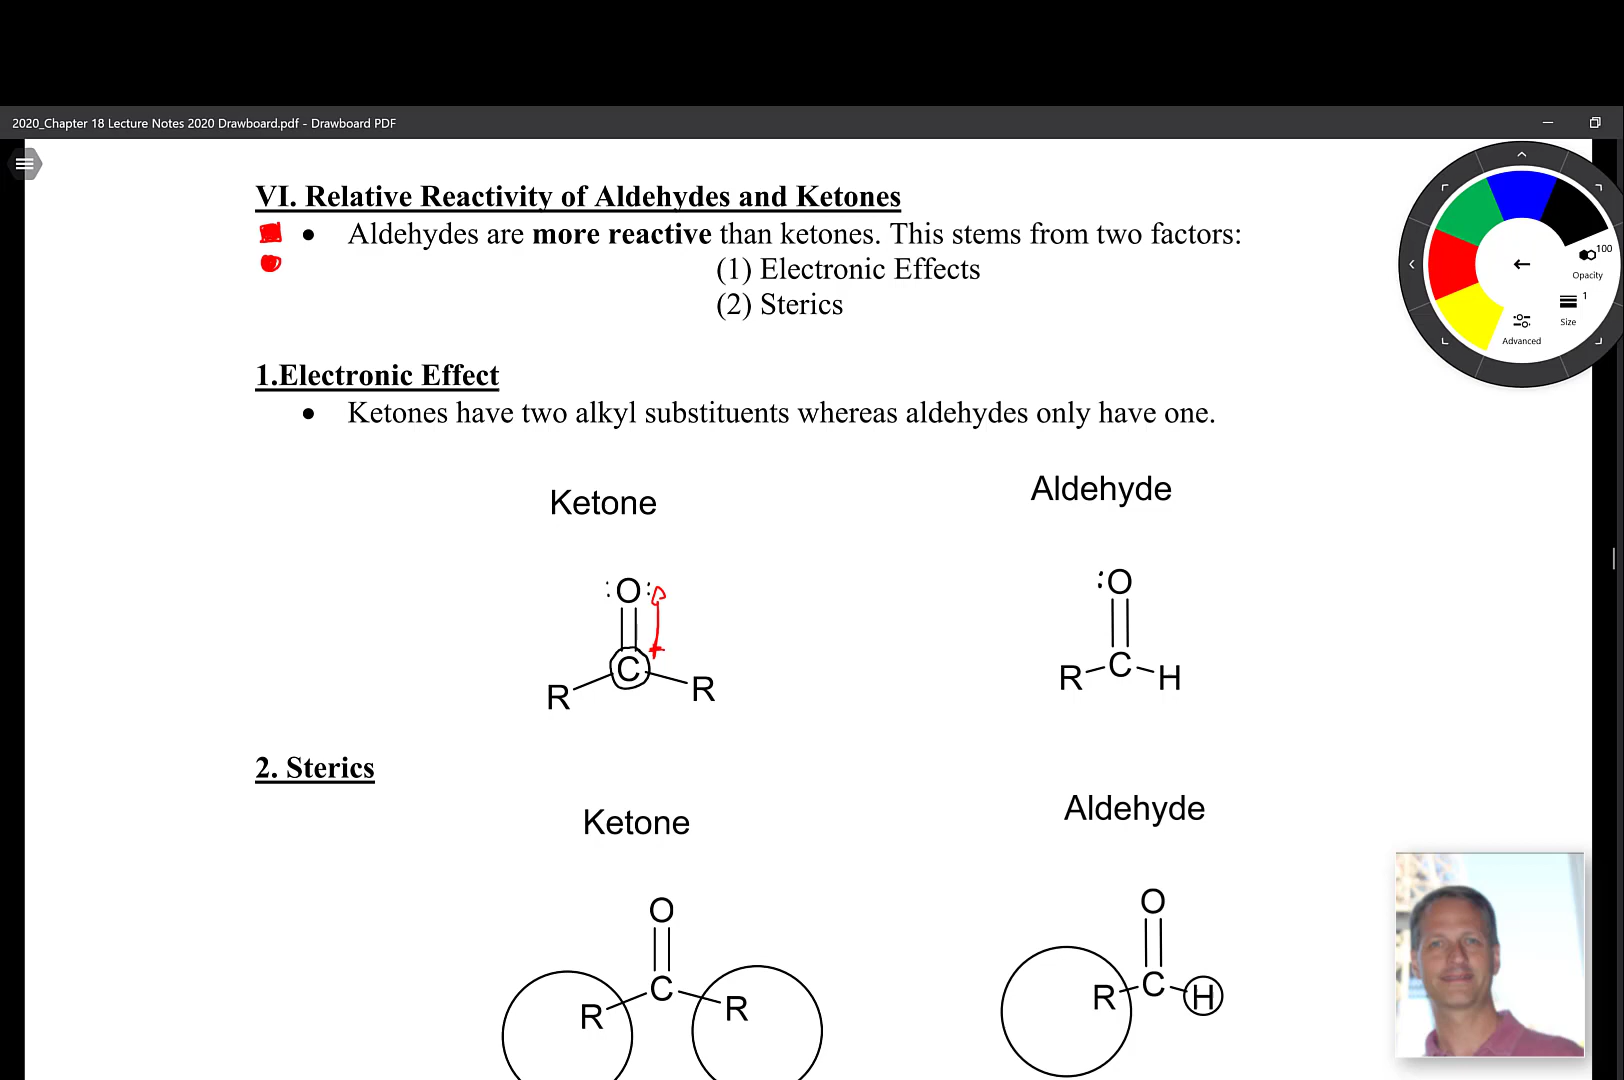 2020_Chapter 18 Lecture Notes 2020 Drawboard.pdf - Drawboard PDF
VI. Relative Reactivity of Aldehydes and Ketones
• Aldehydes are more reactive than ketones. This stems from two factors:
(1) Electronic Effects
(2) Sterics
100
Opacity
1
Size
Advanced
1.Electronic Effect
• Ketones have two alkyl substituents whereas aldehydes only have one.
Ketone
Aldehyde
:O:
C
R
R
:O
R C H
2. Sterics
Ketone
Aldehyde
O
C
R
R
O
R C H